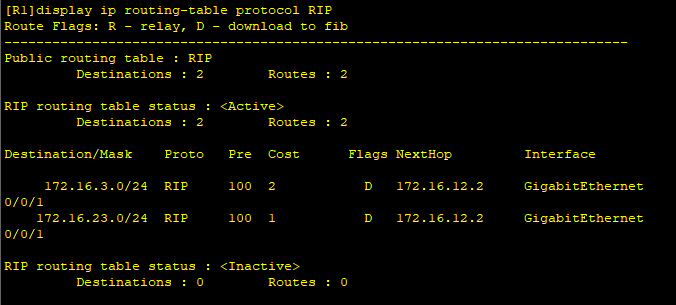 [R1]display ip routing-table protocol RIP
Route Flags: R - relay, D - download to fib
------------------------------------------------------------------------------
Public routing table : RIP
         Destinations : 2        Routes : 2
RIP routing table status : <Active>
         Destinations : 2        Routes : 2
Destination/Mask    Proto   Pre  Cost      Flags NextHop         Interface
     172.16.3.0/24  RIP     100  2           D   172.16.12.2     GigabitEthernet
0/0/1
    172.16.23.0/24  RIP     100  1           D   172.16.12.2     GigabitEthernet
0/0/1
RIP routing table status : <Inactive>
         Destinations : 0        Routes : 0